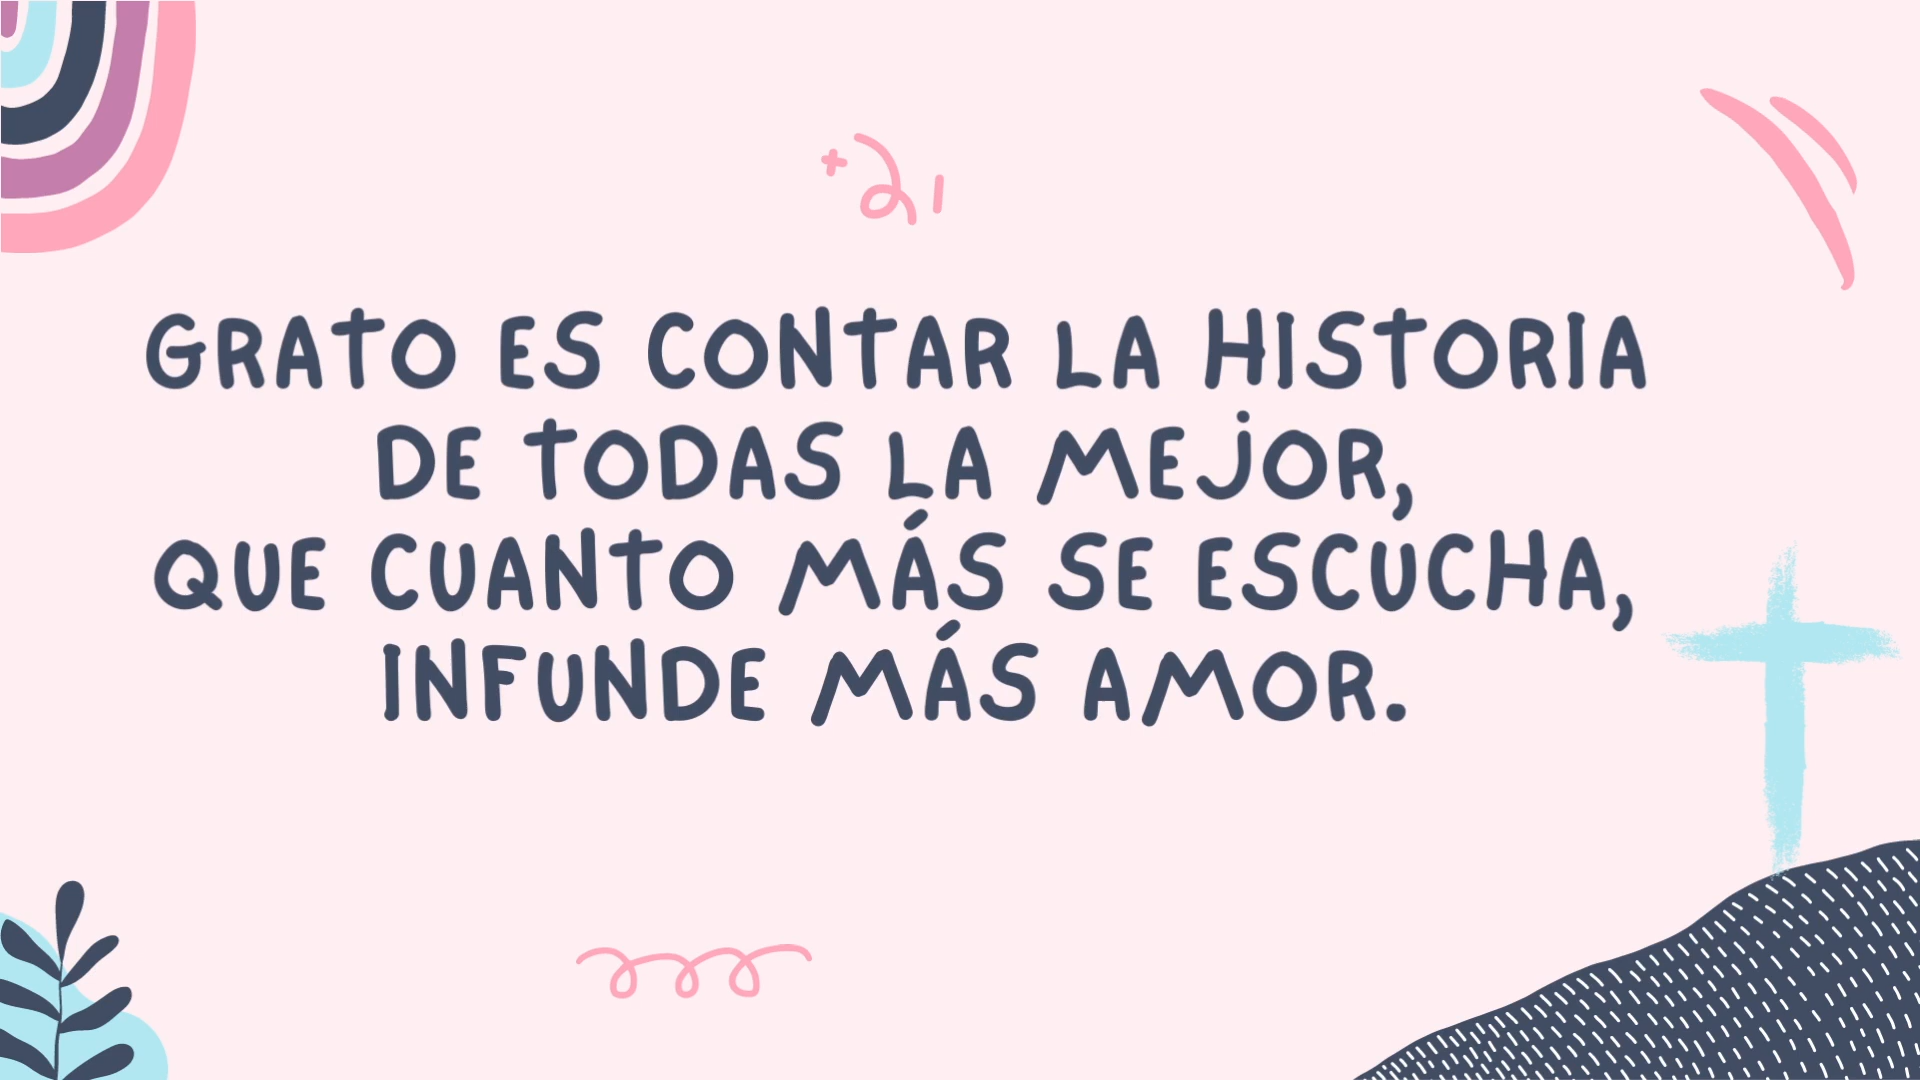 GRATO ES CONTAR LA HISTORIA
DE TODAS LA MEJOR,
QUE CUANTO MÁS SE ESCUCHA,
INFUNDE MÁS AMOR.